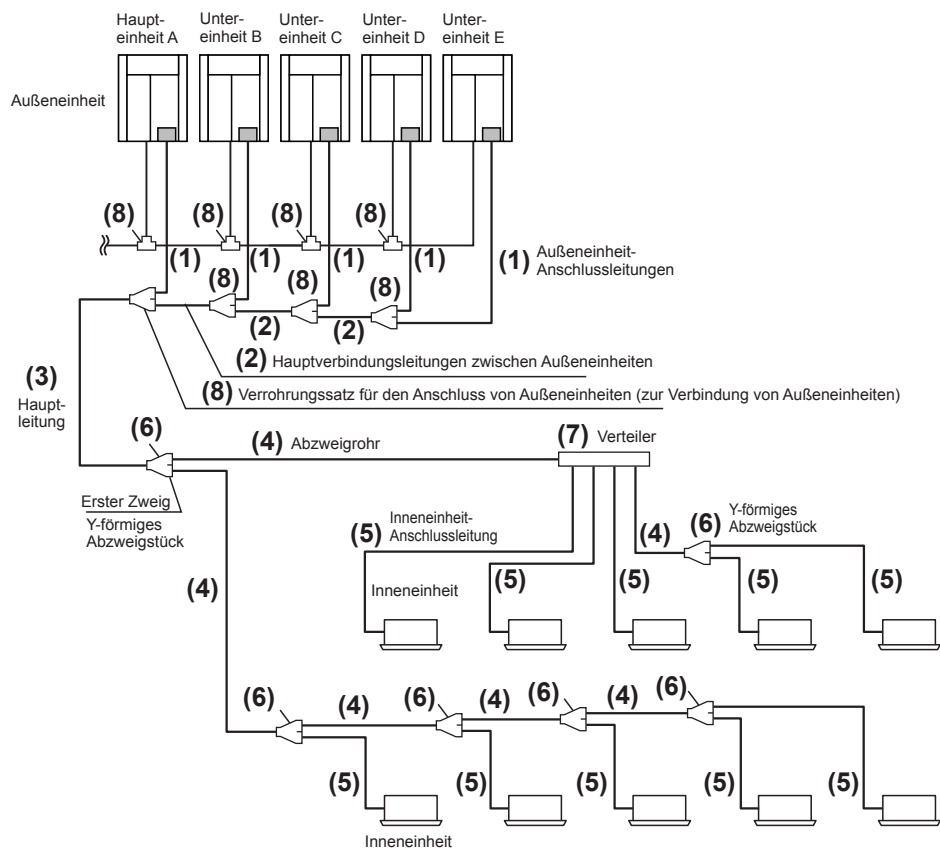 Haupt-
einheit A
Unter-
einheit B
Unter-
einheit C
Unter-
einheit D
Unter-
einheit E
Außeneinheit
(8)
(8)
(8)
(8)
(1)
(1)
(1)
(1)
(1) Außeneinheit-
Anschlussleitungen
(8)
(8)
(8)
(2)
(2)
(2) Hauptverbindungsleitungen zwischen Außeneinheiten
(8) Verrohrungssatz für den Anschluss von Außeneinheiten (zur Verbindung von Außeneinheiten)
(3)
Haupt-
leitung
(6)
(4) Abzweigrohr
(7) Verteiler
Erster Zweig
Y-förmiges
Abzweigstück
(5) Inneneinheit-
Anschlussleitung
(4)
(6) Y-förmiges
Abzweigstück
(4)
Inneneinheit
(5)
(5)
(5)
(5)
(6)
(4)
(6)
(4)
(6)
(4)
(6)
(5)
(5)
(5)
(5)
(5)
Inneneinheit